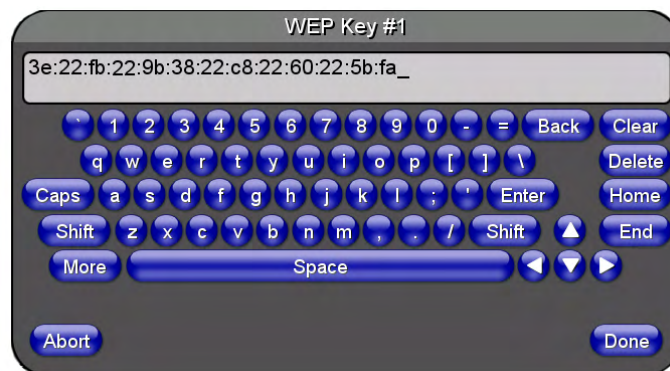 WEP Key #1
3e:22:fb:22:9b:38:22:c8:22:60:22:5b:fa_
` 1 2 3 4 5 6 7 8 9 0 - = Back Clear
q w e r t y u i o p [ ] \ Delete
Caps a s d f g h j k l ; ' Enter Home
Shift z x c v b n m , . / Shift End
More Space
Abort Done